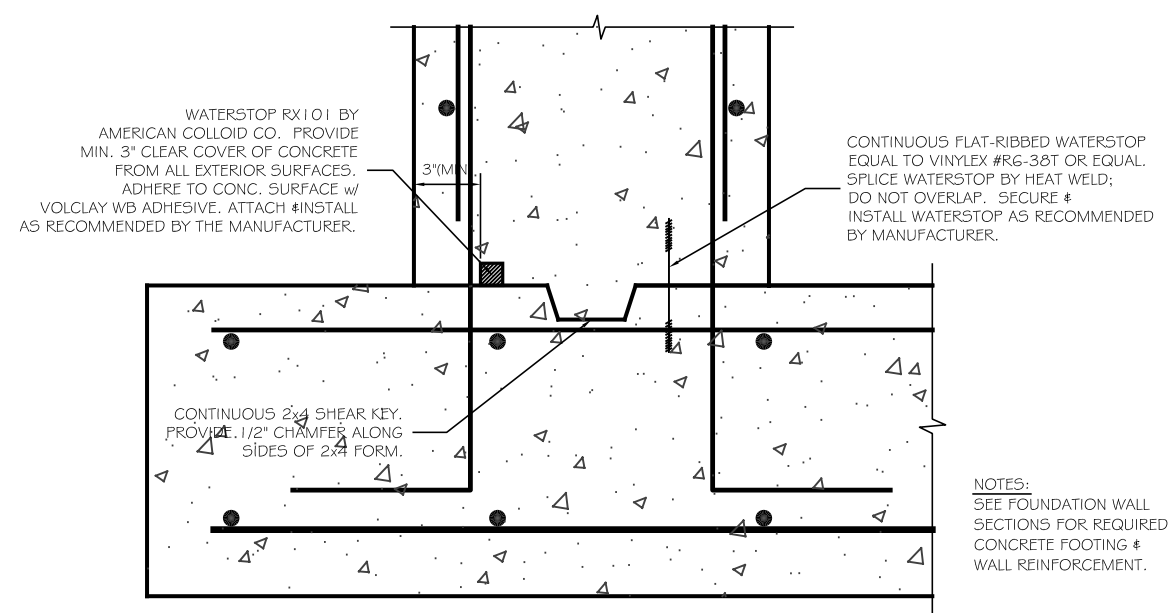 WATERSTOP RX101 BY
AMERICAN COLLOID CO. PROVIDE
MIN. 3" CLEAR COVER OF CONCRETE
FROM ALL EXTERIOR SURFACES.
ADHERE TO CONC. SURFACE w/
VOLCLAY WB ADHESIVE. ATTACH &INSTALL
AS RECOMMENDED BY THE MANUFACTURER.
3"(MIN
CONTINUOUS FLAT-RIBBED WATERSTOP
EQUAL TO VINYLEX #R6-38T OR EQUAL.
SPLICE WATERSTOP BY HEAT WELD;
DO NOT OVERLAP. SECURE &
INSTALL WATERSTOP AS RECOMMENDED
BY MANUFACTURER.
CONTINUOUS 2x4 SHEAR KEY.
PROVIDE 1/2" CHAMFER ALONG
SIDES OF 2x4 FORM.
NOTES:
SEE FOUNDATION WALL
SECTIONS FOR REQUIRED
CONCRETE FOOTING &
WALL REINFORCEMENT.